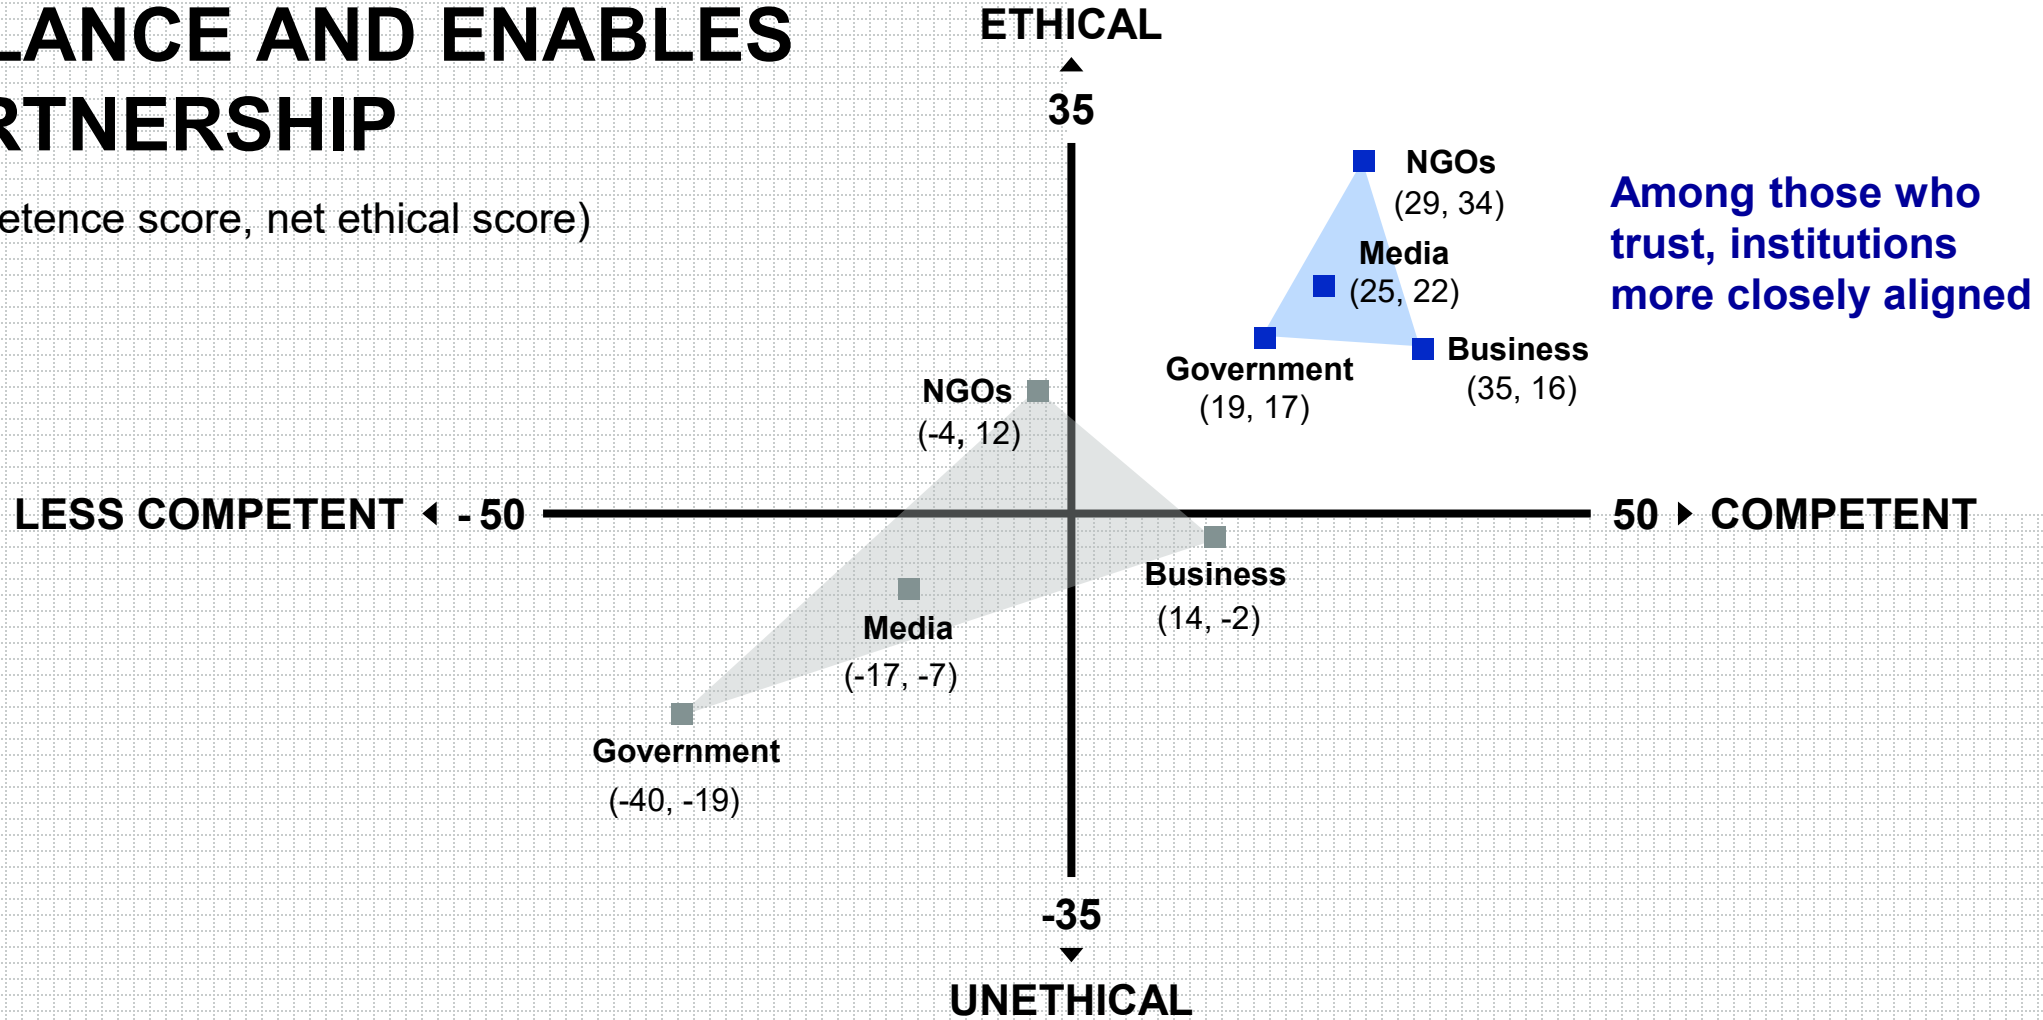 LANCE AND ENABLES
RTNERSHIP
etence score, net ethical score)
ETHICAL
35
NGOs
(29, 34)
Among those who
trust, institutions
more closely aligned
Media
(25, 22)
Business
(35, 16)
Government
(19, 17)
NGOs
(-4, 12)
LESS COMPETENT
- 50
50
COMPETENT
Business
(14, -2)
Media
(-17, -7)
Government
(-40, -19)
-35
UNETHICAL